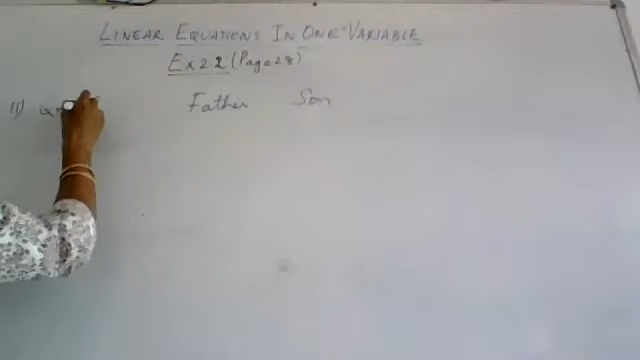 LINEAR EQUATIONS IN ONE VARIABLE
Ex 2.2 (Page 28)
11) Father Son